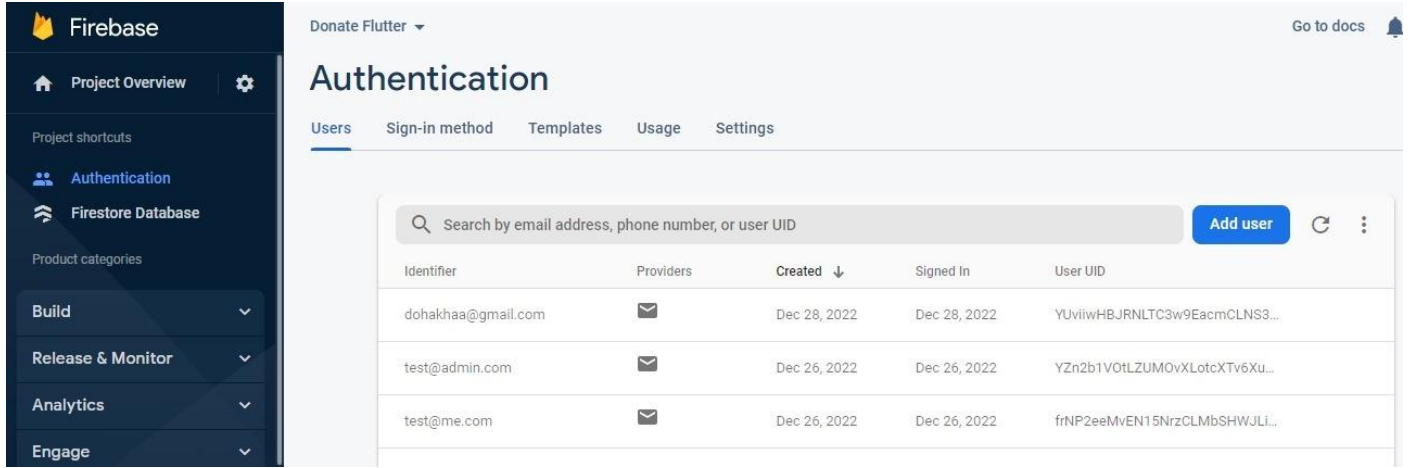 Firebase
Project Overview
Project shortcuts
Authentication
Firestore Database
Product categories
Build
Release & Monitor
Analytics
Engage
Donate Flutter
Go to docs
Authentication
Users Sign-in method Templates Usage Settings
Search by email address, phone number, or user UID
Add user
Identifier Providers Created Signed In User UID
dohakhaa@gmail.com Dec 28, 2022 Dec 28, 2022 YUviiwHBJRNLTC3w9EacmCLNS3...
test@admin.com Dec 26, 2022 Dec 26, 2022 YZn2b1VOtLZUMOvXLotcXTv6Xu...
test@me.com Dec 26, 2022 Dec 26, 2022 frNP2eeMvEN15NrzCLMbSHWJLi...